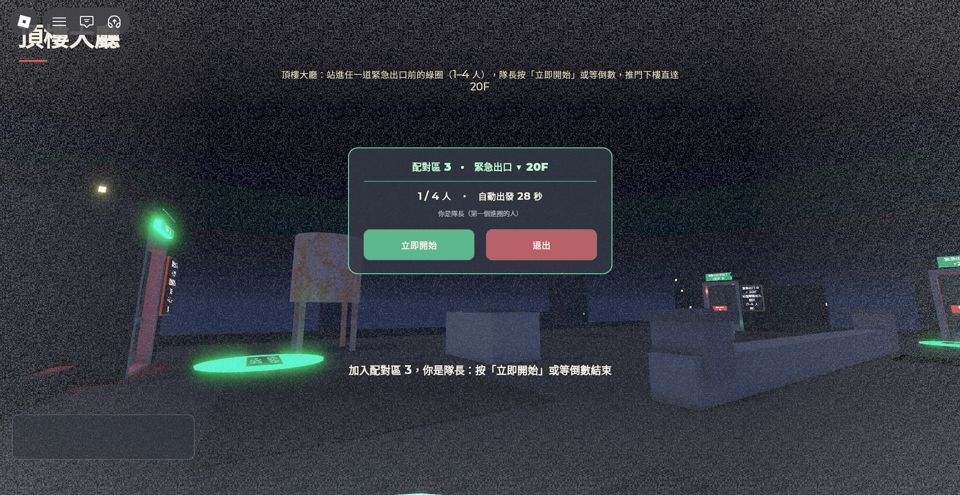 頂樓大廳
頂樓大廳：站進任一道緊急出口前的綠圈（1–4 人），隊長按「立即開始」或等倒數，推門下樓直達
20F
配對區 3 • 緊急出口 ▼ 20F
1 / 4 人 • 自動出發 28 秒
你是隊長（第一個進圈的人）
立即開始 退出
加入配對區 3，你是隊長：按「立即開始」或等倒數結束